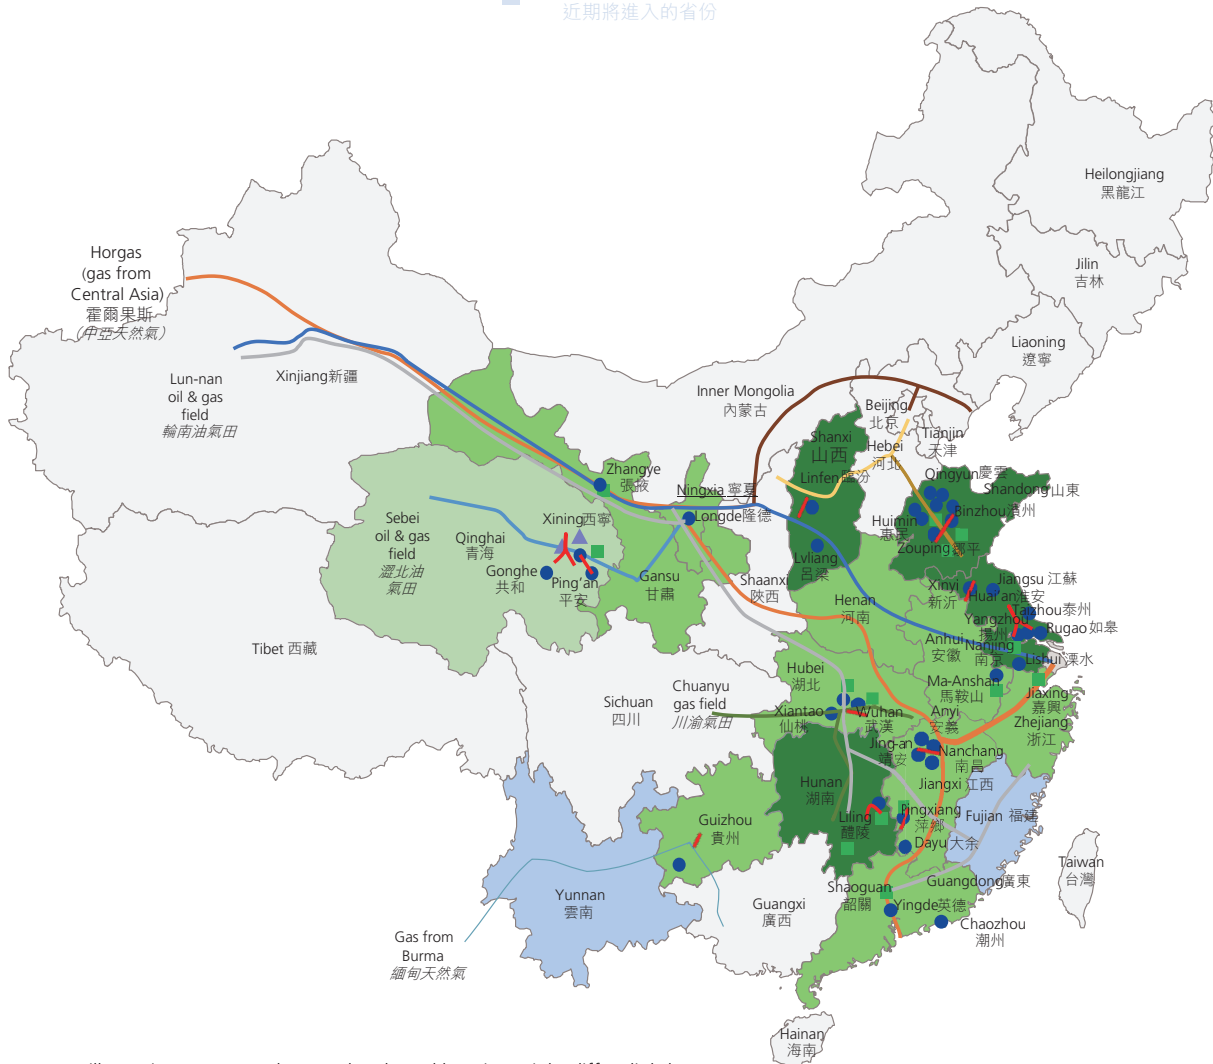 近期將進入的省份
Heilongjiang
黑龍江
Horgas
(gas from
Central Asia)
霍爾果斯
(中亞天然氣)
Jilin
吉林
Liaoning
遼寧
Lun-nan
oil & gas
field
輪南油氣田
Xinjiang新疆
Inner Mongolia
內蒙古
Beijing
北京
Tianjin
天津
Hebei
河北
Shanxi
山西
Linfen臨汾
Zhangye
張掖
Ningxia 寧夏
Longde隆德
Qingyun慶雲
Shandong山東
Binzhou濱州
Huimin
惠民
Zouping鄒平
Sebei
oil & gas
field
澀北油
氣田
Xining西寧
Qinghai
青海
Gonghe
共和
Ping'an
平安
Gansu
甘肅
Lvliang
呂梁
Shaanxi
陝西
Henan
河南
Xinyi
新沂
Jiangsu 江蘇
Huai'an淮安
Taizhou泰州
Yangzhou
揚州
Rugao如皋
Anhui
安徽
Nanjing
南京
Lishui溧水
Tibet 西藏
Hubei
湖北
Ma-Anshan
馬鞍山
Jiaxing
嘉興
Sichuan
四川
Chuanyu
gas field
川渝氣田
Xiantao
仙桃
Wuhan
武漢
Anyi
安義
Zhejiang
浙江
Jing-an
靖安
Nanchang
南昌
Hunan
湖南
Jiangxi 江西
Guizhou
貴州
Liling
醴陵
Pingxiang
萍鄉
Fujian 福建
Dayu大余
Taiwan
台灣
Yunnan
雲南
Guangxi
廣西
Shaoguan
韶關
Guangdong廣東
Yingde英德
Chaozhou
潮州
Gas from
Burma
緬甸天然氣
Hainan
海南